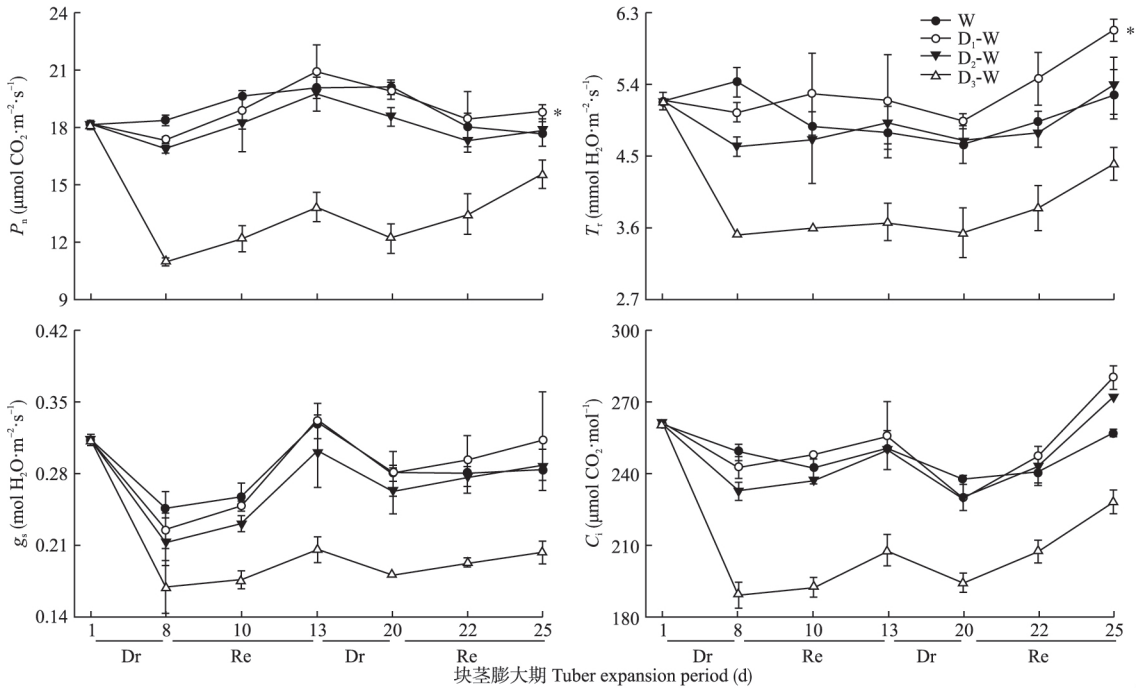 24
21
18
15
12
9
Pₙ (μmol CO₂·m⁻²·s⁻¹)
*
6.3
5.4
4.5
3.6
2.7
Tᵣ (mmol H₂O·m⁻²·s⁻¹)
W
D₁-W
D₂-W
D₃-W
*
0.42
0.35
0.28
0.21
0.14
gₛ (mol H₂O·m⁻²·s⁻¹)
1 8 10 13 20 22 25
Dr Re Dr Re
300
270
240
210
180
Cᵢ (μmol CO₂·mol⁻¹)
1 8 10 13 20 22 25
Dr Re Dr Re
块茎膨大期 Tuber expansion period (d)